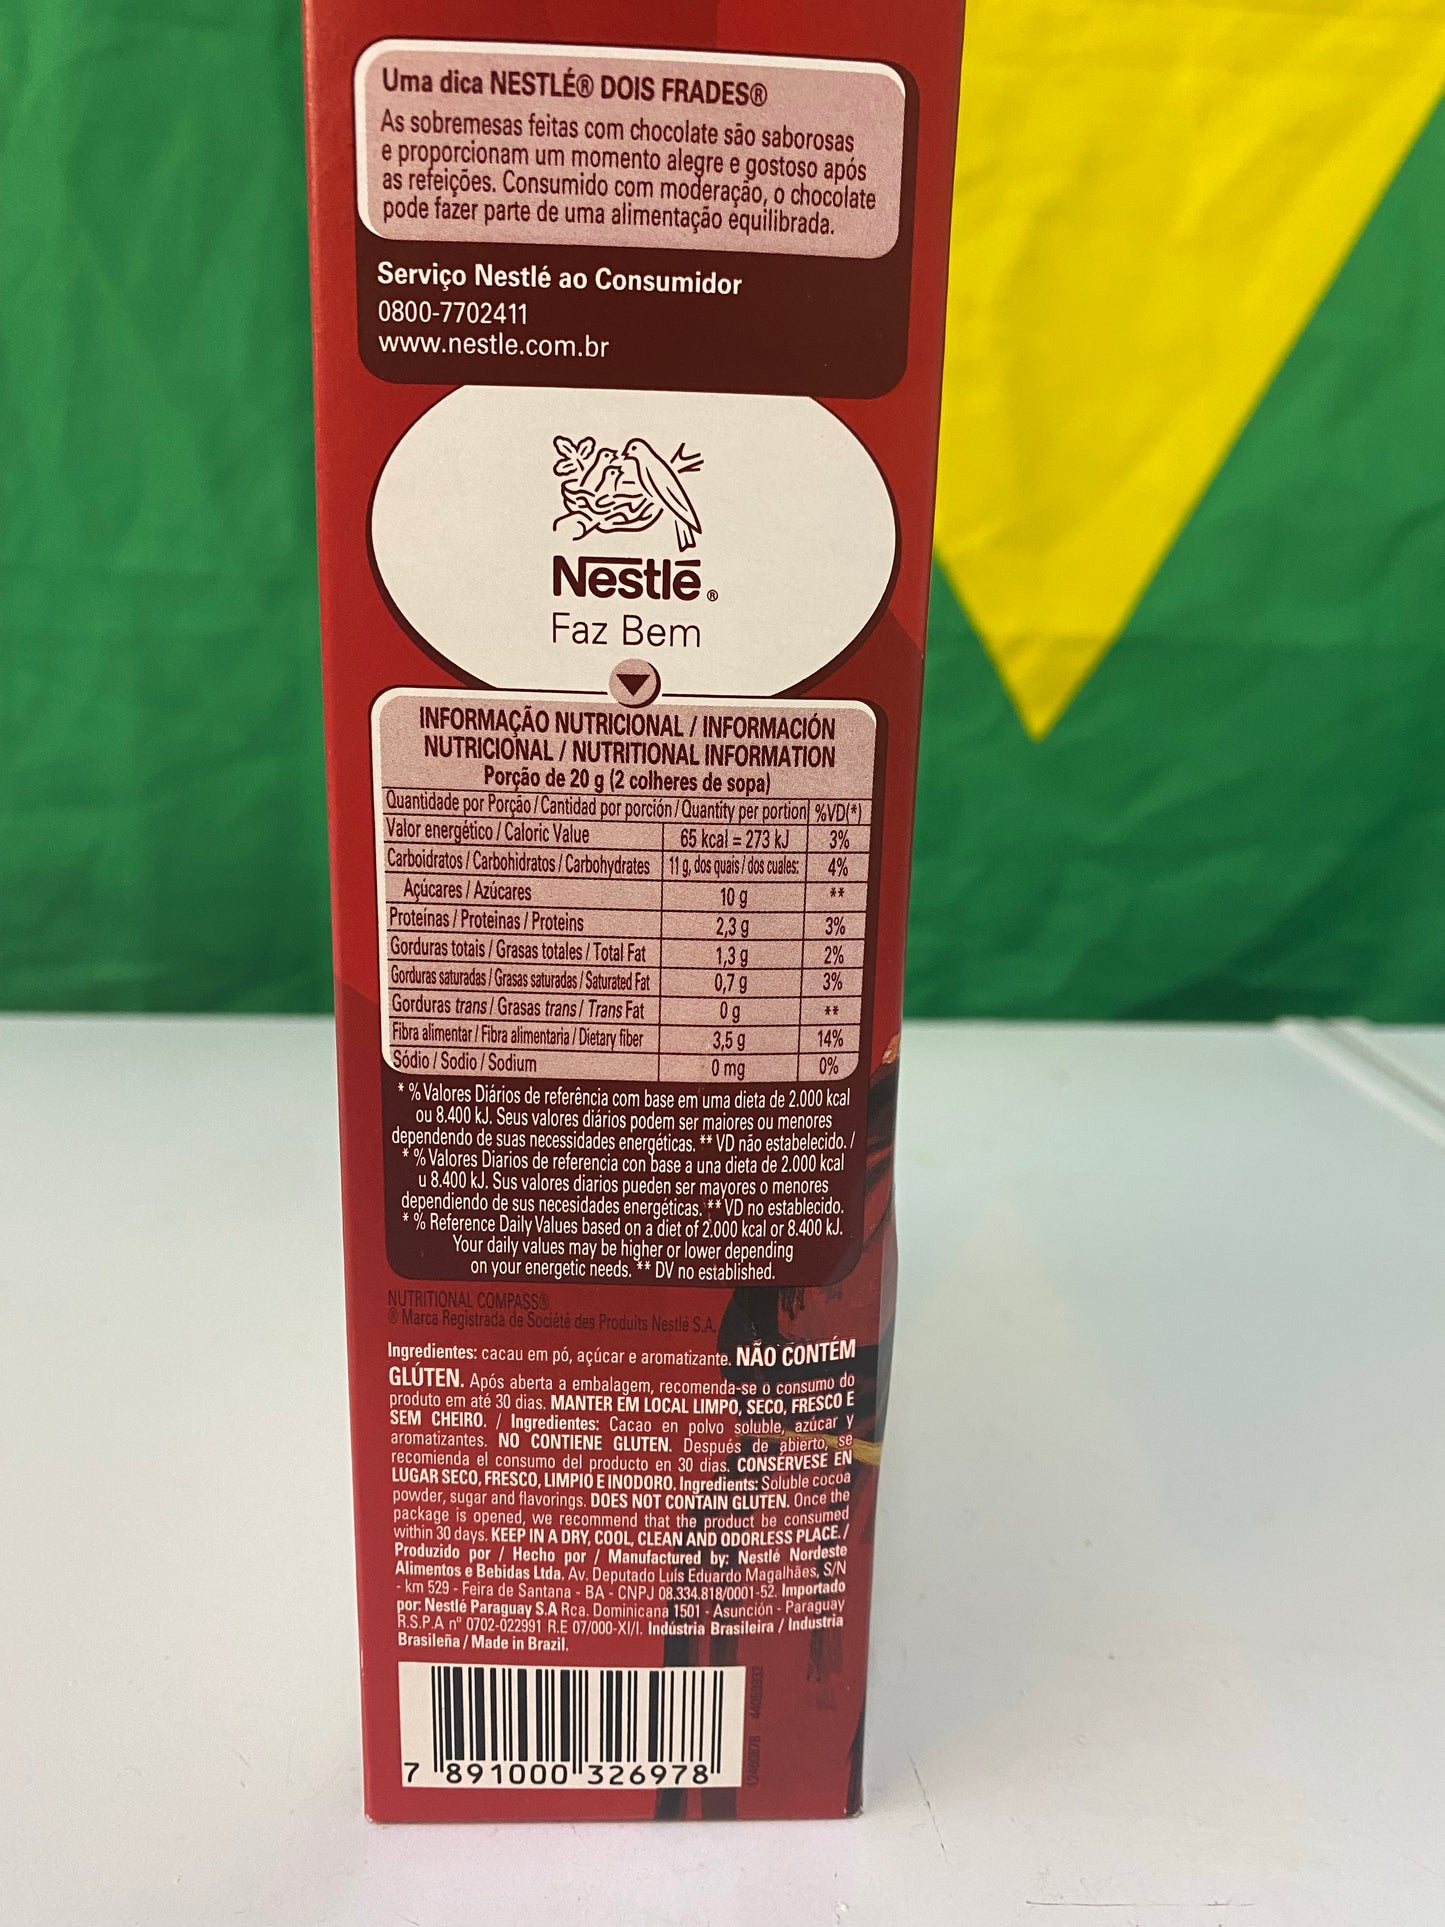 Uma dica NESTLÉ® DOIS FRADES®
As sobremesas feitas com chocolate são saborosas
e proporcionam um momento alegre e gostoso após
as refeições. Consumido com moderação, o chocolate
pode fazer parte de uma alimentação equilibrada.
Serviço Nestlé ao Consumidor
0800-7702411
www.nestle.com.br
Nestlé®
Faz Bem
INFORMAÇÃO NUTRICIONAL / INFORMACIÓN
NUTRICIONAL / NUTRITIONAL INFORMATION
Porção de 20 g (2 colheres de sopa)
Quantidade por Porção / Cantidad por porción / Quantity per portion %VD(*)
Valor energético / Caloric Value 65 kcal = 273 kJ 3%
Carboidratos / Carbohidratos / Carbohydrates 11 g, dos quais / dos cuales: 4%
Açúcares / Azúcares 10 g **
Proteínas / Proteinas / Proteins 2,3 g 3%
Gorduras totais / Grasas totales / Total Fat 1,3 g 2%
Gorduras saturadas / Grasas saturadas / Saturated Fat 0,7 g 3%
Gorduras trans / Grasas trans / Trans Fat 0 g **
Fibra alimentar / Fibra alimentaria / Dietary fiber 3,5 g 14%
Sódio / Sodio / Sodium 0 mg 0%
* % Valores Diários de referência com base em uma dieta de 2.000 kcal
ou 8.400 kJ. Seus valores diários podem ser maiores ou menores
dependendo de suas necessidades energéticas. ** VD não estabelecido. /
* % Valores Diarios de referencia con base a una dieta de 2.000 kcal
u 8.400 kJ. Sus valores diarios pueden ser mayores o menores
dependiendo de sus necesidades energéticas. ** VD no establecido.
* % Reference Daily Values based on a diet of 2.000 kcal or 8.400 kJ.
Your daily values may be higher or lower depending
on your energetic needs. ** DV no established.
NUTRITIONAL COMPASS®
® Marca Registrada de Société des Produits Nestlé S.A.
Ingredientes: cacau em pó, açúcar e aromatizante. NÃO CONTÉM
GLÚTEN. Após aberta a embalagem, recomenda-se o consumo do
produto em até 30 dias. MANTER EM LOCAL LIMPO, SECO, FRESCO E
SEM CHEIRO. / Ingredientes: Cacao en polvo soluble, azúcar y
aromatizantes. NO CONTIENE GLUTEN. Después de abierto, se
recomienda el consumo del producto en 30 dias. CONSÉRVESE EN
LUGAR SECO, FRESCO, LIMPIO E INODORO. Ingredients: Soluble cocoa
powder, sugar and flavorings. DOES NOT CONTAIN GLUTEN. Once the
package is opened, we recommend that the product be consumed
within 30 days. KEEP IN A DRY, COOL, CLEAN AND ODORLESS PLACE. /
Produzido por / Hecho por / Manufactured by: Nestlé Nordeste
Alimentos e Bebidas Ltda. Av. Deputado Luís Eduardo Magalhães, S/N
- km 529 - Feira de Santana - BA - CNPJ 08.334.818/0001-52. Importado
por: Nestlé Paraguay S.A Rca. Dominicana 1501 - Asunción - Paraguay
R.S.P.A nº 0702-022991 R.E 07/000-XI/I. Indústria Brasileira / Industria
Brasileña / Made in Brazil.
7 891000 326978